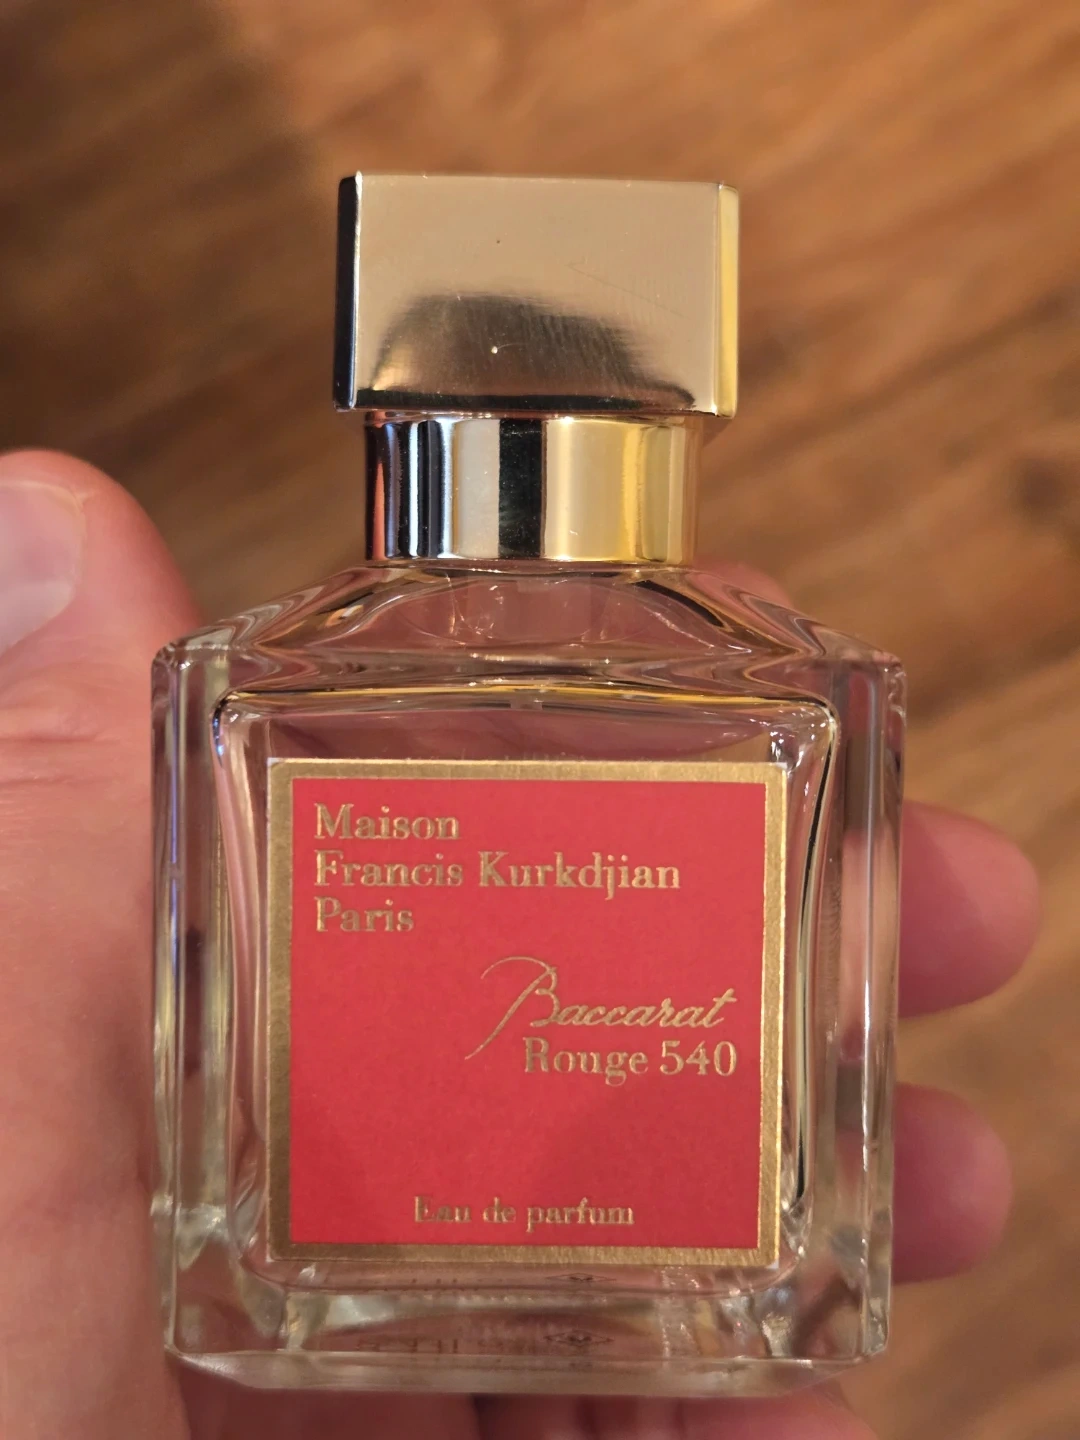 Maison
Francis Kurkdjian
Paris
Baccarat
Rouge 540
Eau de parfum